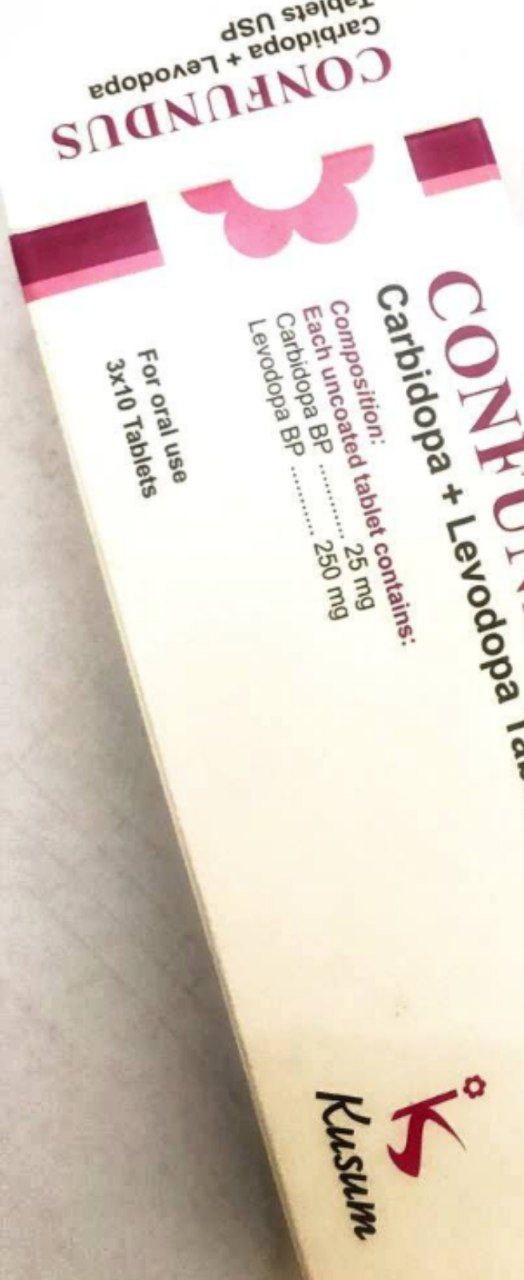 CONFUNDUS
Carbidopa + Levodopa
Tablets USP
Carbidopa + Levodopa
Composition:
Each uncoated tablet contains:
Carbidopa BP ............ 25 mg
Levodopa BP ............ 250 mg
For oral use
3x10 Tablets
Kusum